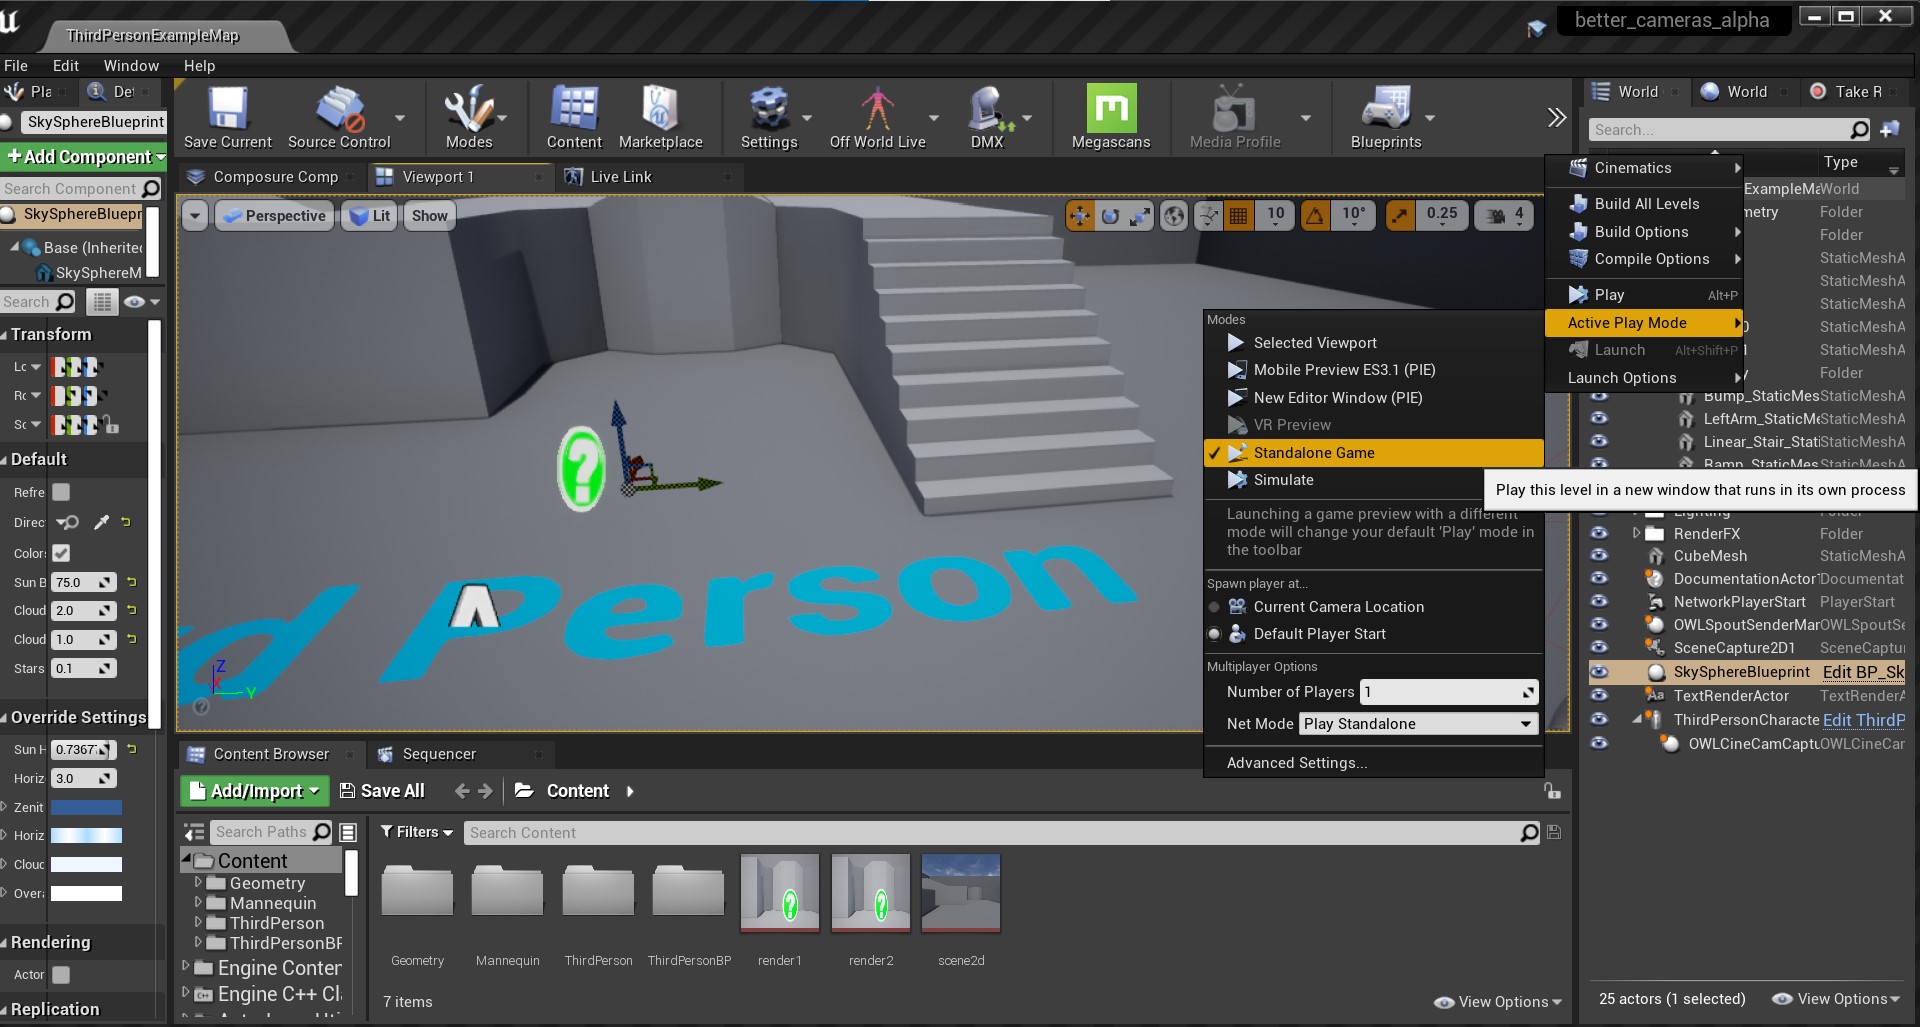 ThirdPersonExampleMap
better_cameras_alpha
File Edit Window Help
Pla
Det
SkySphereBlueprint
+Add Component
Search Component
SkySphereBluepr
Base (Inherited
SkySphereM
Search
Transform
Lc
Rc
Sc
Default
Refre
Direc
Colors
Sun B 75.0
Cloud 2.0
Cloud 1.0
Stars 0.1
Override Settings
Sun H 0.7367
Horiz 3.0
Zenit
Horiz
Cloud
Overa
Rendering
Actor
Replication
Save Current
Source Control
Modes
Content
Marketplace
Settings
Off World Live
DMX
Megascans
Media Profile
Blueprints
Composure Comp
Viewport 1
Live Link
Perspective
Lit
Show
10
10°
0.25
4
d Person
Z
X
Y
Cinematics
Build All Levels
Build Options
Compile Options
Play Alt+P
Active Play Mode
Launch Alt+Shift+P
Launch Options
Modes
Selected Viewport
Mobile Preview ES3.1 (PIE)
New Editor Window (PIE)
VR Preview
Standalone Game
Simulate
Launching a game preview with a different
mode will change your default 'Play' mode in
the toolbar
Spawn player at...
Current Camera Location
Default Player Start
Multiplayer Options
Number of Players 1
Net Mode Play Standalone
Advanced Settings...
Play this level in a new window that runs in its own process
Content Browser
Sequencer
Add/Import
Save All
Content
Search Paths
Filters
Search Content
Content
Geometry
Mannequin
ThirdPerson
ThirdPersonBP
Engine Conten
Engine C++ Cl
Geometry
Mannequin
ThirdPerson
ThirdPersonBP
render1
render2
scene2d
7 items
View Options
World
World
Take R
Search...
Type
ExampleMa World
metry Folder
Folder
StaticMeshA
StaticMeshA
StaticMeshA
StaticMeshA
StaticMeshA
Folder
Bump_StaticMes StaticMeshA
LeftArm_StaticMe StaticMeshA
Linear_Stair_Stati StaticMeshA
Ramp_StaticMes StaticMeshA
Lighting Folder
RenderFX Folder
CubeMesh StaticMeshA
DocumentationActor1 Documentat
NetworkPlayerStart PlayerStart
OWLSpoutSenderMan OWLSpoutSe
SceneCapture2D1 SceneCaptur
SkySphereBlueprint Edit BP_Sk
TextRenderActor TextRenderA
ThirdPersonCharacte Edit ThirdP
OWLCineCamCaptu OWLCineCar
25 actors (1 selected)
View Options